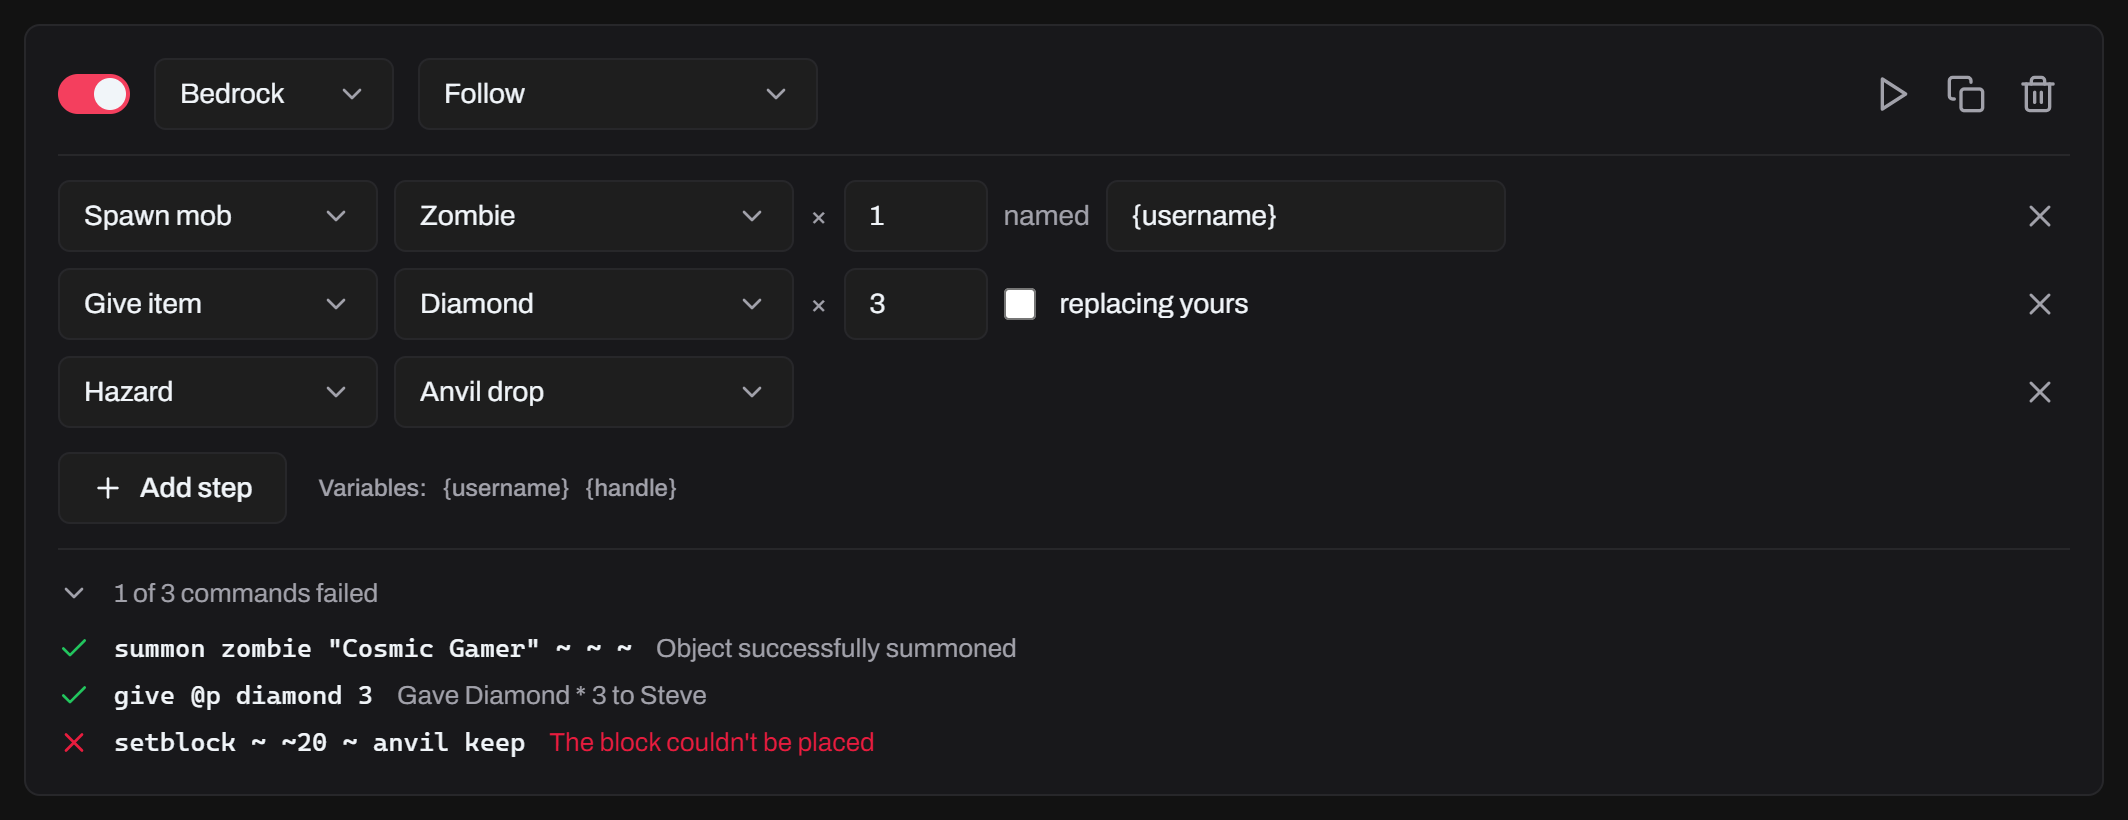 Bedrock Follow
Spawn mob Zombie × 1 named {username}
Give item Diamond × 3 replacing yours
Hazard Anvil drop
Add step Variables: {username} {handle}
1 of 3 commands failed
summon zombie "Cosmic Gamer" ~ ~ ~ Object successfully summoned
give @p diamond 3 Gave Diamond * 3 to Steve
setblock ~ ~20 ~ anvil keep The block couldn't be placed